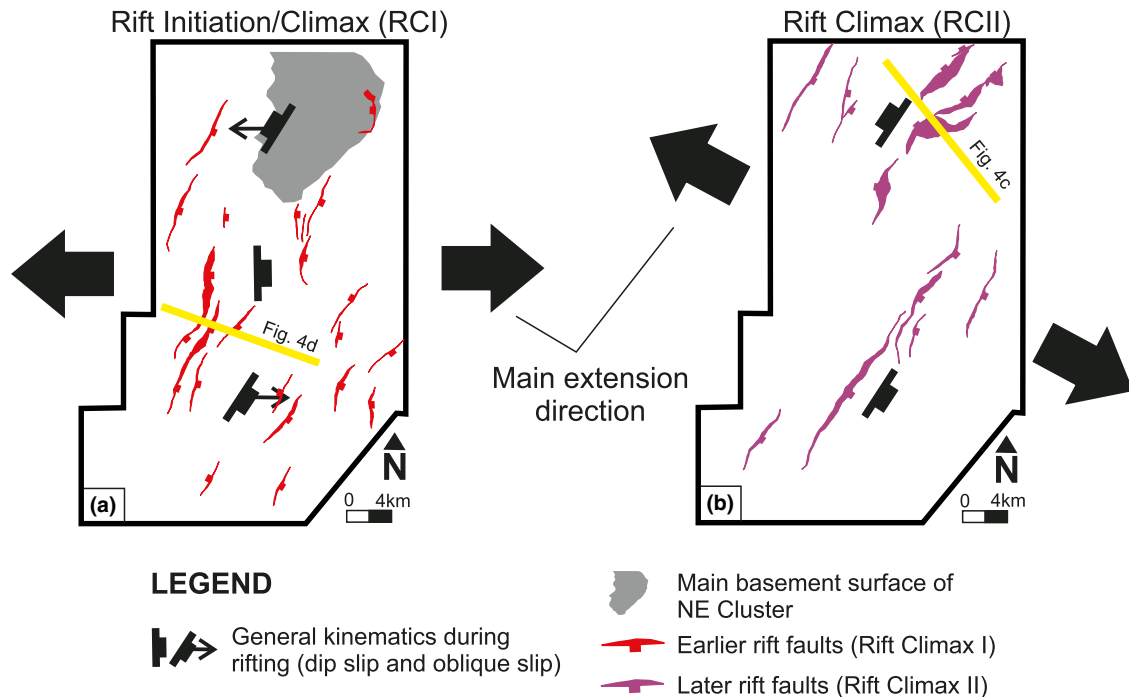 Rift Initiation/Climax (RCI)
Rift Climax (RCII)
Fig. 4d
Fig. 4c
Main extension
direction
N
0 4km
(a)
N
0 4km
(b)
LEGEND
General kinematics during
rifting (dip slip and oblique slip)
Main basement surface of
NE Cluster
Earlier rift faults (Rift Climax I)
Later rift faults (Rift Climax II)